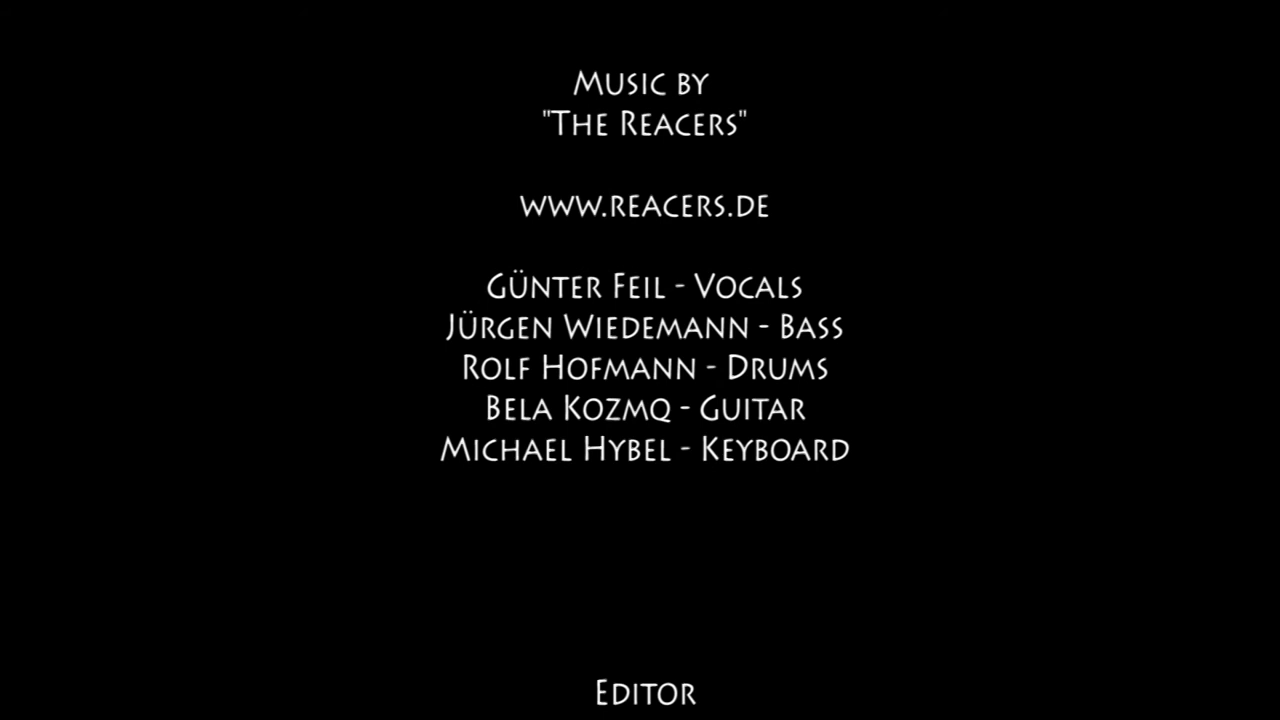 Music by
"The Reacers"
www.reacers.de
Günter Feil - Vocals
Jürgen Wiedemann - Bass
Rolf Hofmann - Drums
Bela Kozmq - Guitar
Michael Hybel - Keyboard
Editor